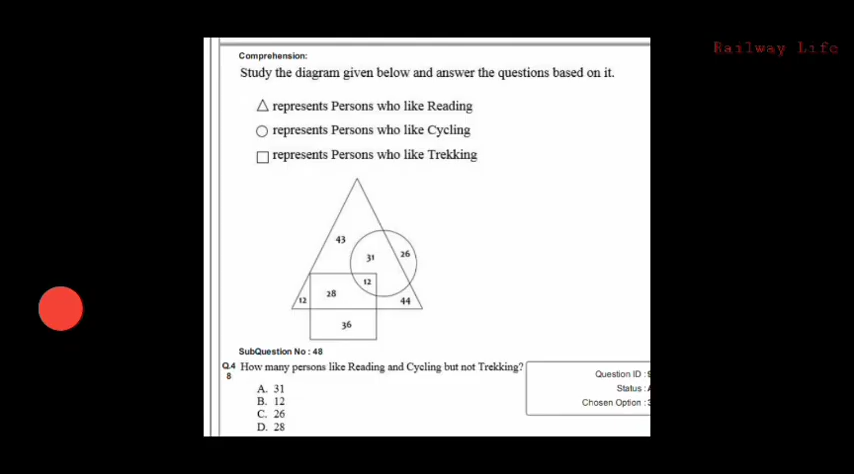 Railway Life
Comprehension:
Study the diagram given below and answer the questions based on it.
△ represents Persons who like Reading
○ represents Persons who like Cycling
□ represents Persons who like Trekking
43
31
26
12
28
12
44
36
SubQuestion No : 48
Q.48 How many persons like Reading and Cycling but not Trekking?
A. 31
B. 12
C. 26
D. 28
Question ID :
Status :
Chosen Option :